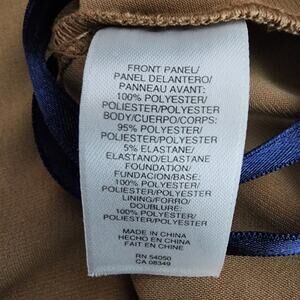 FRONT PANEL/
PANEL DELANTERO/
PANNEAU AVANT:
100% POLYESTER/
POLIESTER/POLYESTER
BODY/CUERPO/CORPS:
95% POLYESTER/
POLIESTER/POLYESTER
5% ELASTANE/
ELASTANO/ELASTANE
FOUNDATION/
FUNDACION/BASE:
100% POLYESTER/
POLIESTER/POLYESTER
LINING/FORRO/
DOUBLURE:
100% POLYESTER/
POLIESTER/POLYESTER
MADE IN CHINA
HECHO EN CHINA
FAIT EN CHINE
RN 54050
CA 08349